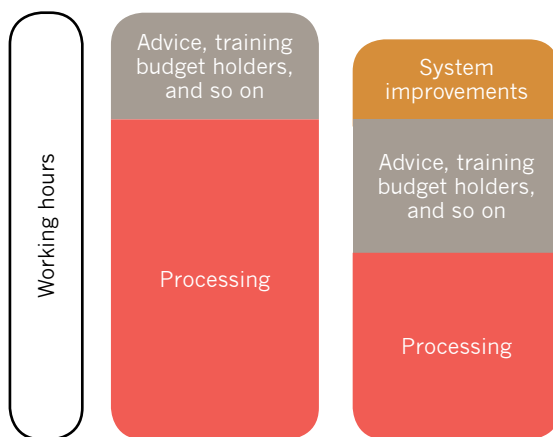 Working hours
Advice, training
budget holders,
and so on
Processing
System
improvements
Advice, training
budget holders,
and so on
Processing